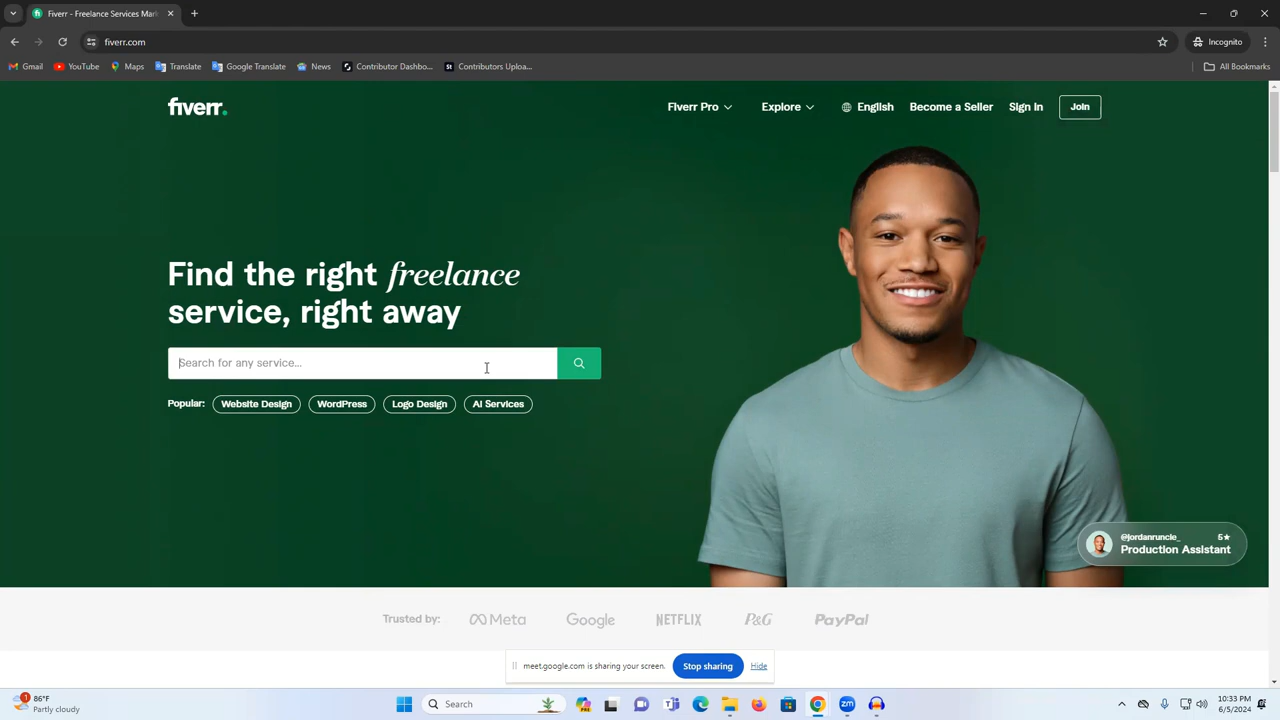 Fiverr - Freelance Services Mark
fiverr.com
Incognito
Gmail YouTube Maps Translate Google Translate News Contributor Dashbo... Contributors Uploa... All Bookmarks
fiverr. Fiverr Pro Explore English Become a Seller Sign In Join
Find the right freelance
service, right away
Search for any service...
Popular: Website Design WordPress Logo Design AI Services
@jordanruncle_ 5★
Production Assistant
Trusted by: Meta Google NETFLIX P&G PayPal
meet.google.com is sharing your screen. Stop sharing Hide
1
86°F
Partly cloudy
Search
zm
10:33 PM
6/5/2024